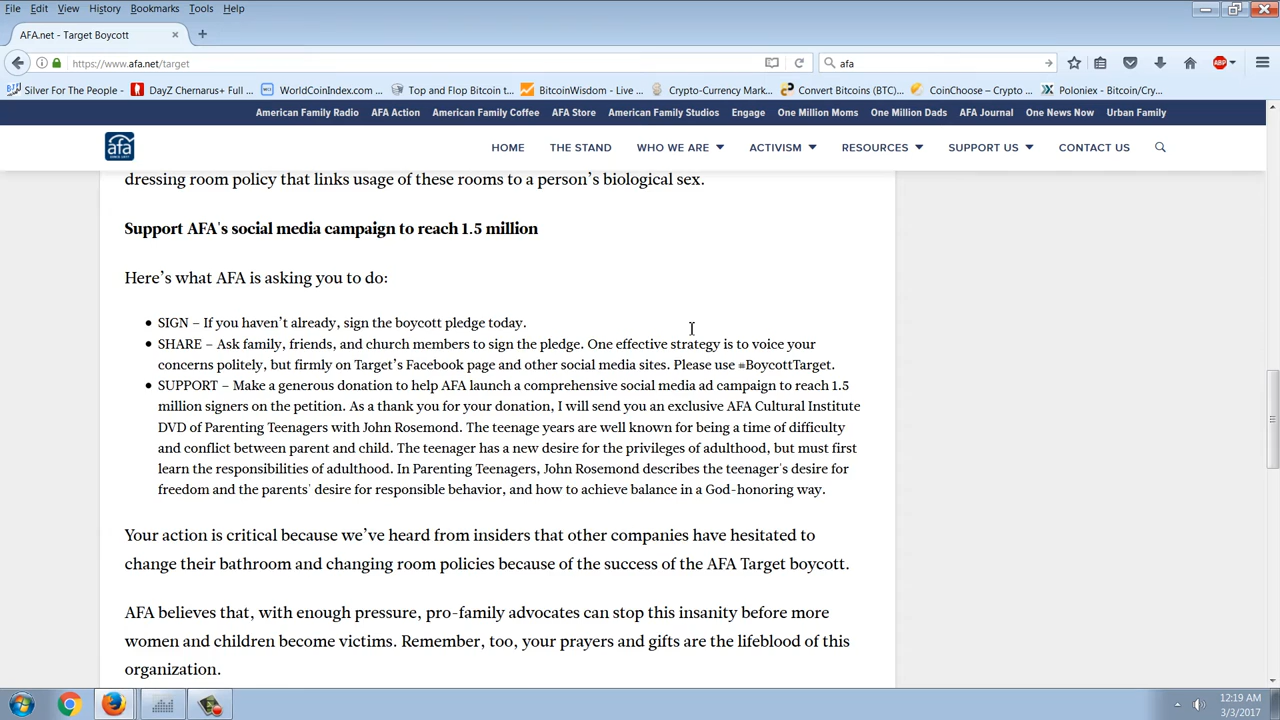 File Edit View History Bookmarks Tools Help
AFA.net - Target Boycott
https://www.afa.net/target
afa
ABP
Silver For The People - DayZ Chernarus+ Full ... WorldCoinIndex.com ... Top and Flop Bitcoin t... BitcoinWisdom - Live ... Crypto-Currency Mark... Convert Bitcoins (BTC)... CoinChoose – Crypto ... Poloniex - Bitcoin/Cry...
American Family Radio AFA Action American Family Coffee AFA Store American Family Studios Engage One Million Moms One Million Dads AFA Journal One News Now Urban Family
afa
HOME THE STAND WHO WE ARE ACTIVISM RESOURCES SUPPORT US CONTACT US
dressing room policy that links usage of these rooms to a person's biological sex.
Support AFA's social media campaign to reach 1.5 million
Here's what AFA is asking you to do:
SIGN – If you haven't already, sign the boycott pledge today.
SHARE – Ask family, friends, and church members to sign the pledge. One effective strategy is to voice your
concerns politely, but firmly on Target's Facebook page and other social media sites. Please use #BoycottTarget.
SUPPORT – Make a generous donation to help AFA launch a comprehensive social media ad campaign to reach 1.5
million signers on the petition. As a thank you for your donation, I will send you an exclusive AFA Cultural Institute
DVD of Parenting Teenagers with John Rosemond. The teenage years are well known for being a time of difficulty
and conflict between parent and child. The teenager has a new desire for the privileges of adulthood, but must first
learn the responsibilities of adulthood. In Parenting Teenagers, John Rosemond describes the teenager's desire for
freedom and the parents' desire for responsible behavior, and how to achieve balance in a God-honoring way.
Your action is critical because we've heard from insiders that other companies have hesitated to
change their bathroom and changing room policies because of the success of the AFA Target boycott.
AFA believes that, with enough pressure, pro-family advocates can stop this insanity before more
women and children become victims. Remember, too, your prayers and gifts are the lifeblood of this
organization.
12:19 AM
3/3/2017